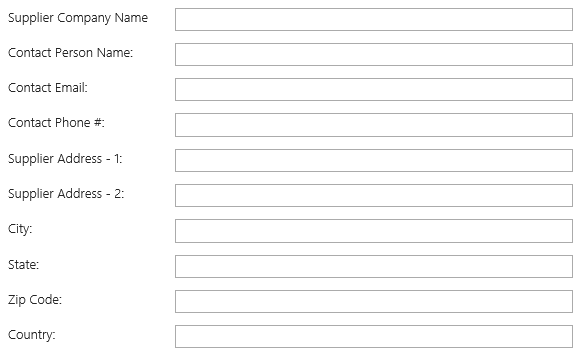 Supplier Company Name
Contact Person Name:
Contact Email:
Contact Phone #:
Supplier Address - 1:
Supplier Address - 2:
City:
State:
Zip Code:
Country: